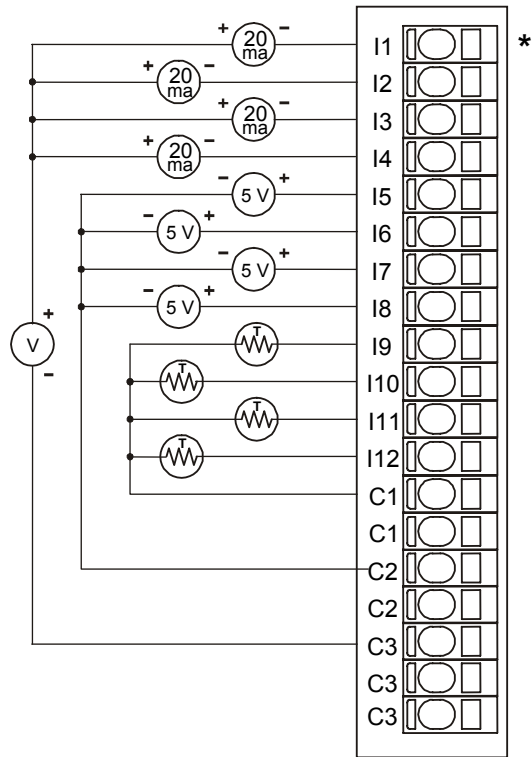 + 20 ma - I1 *
+ 20 ma - I2
+ 20 ma - I3
+ 20 ma - I4
- 5 V + I5
- 5 V + I6
- 5 V + I7
- 5 V + I8
+
V
-
T I9
T I10
T I11
T I12
C1
C1
C2
C2
C3
C3
C3